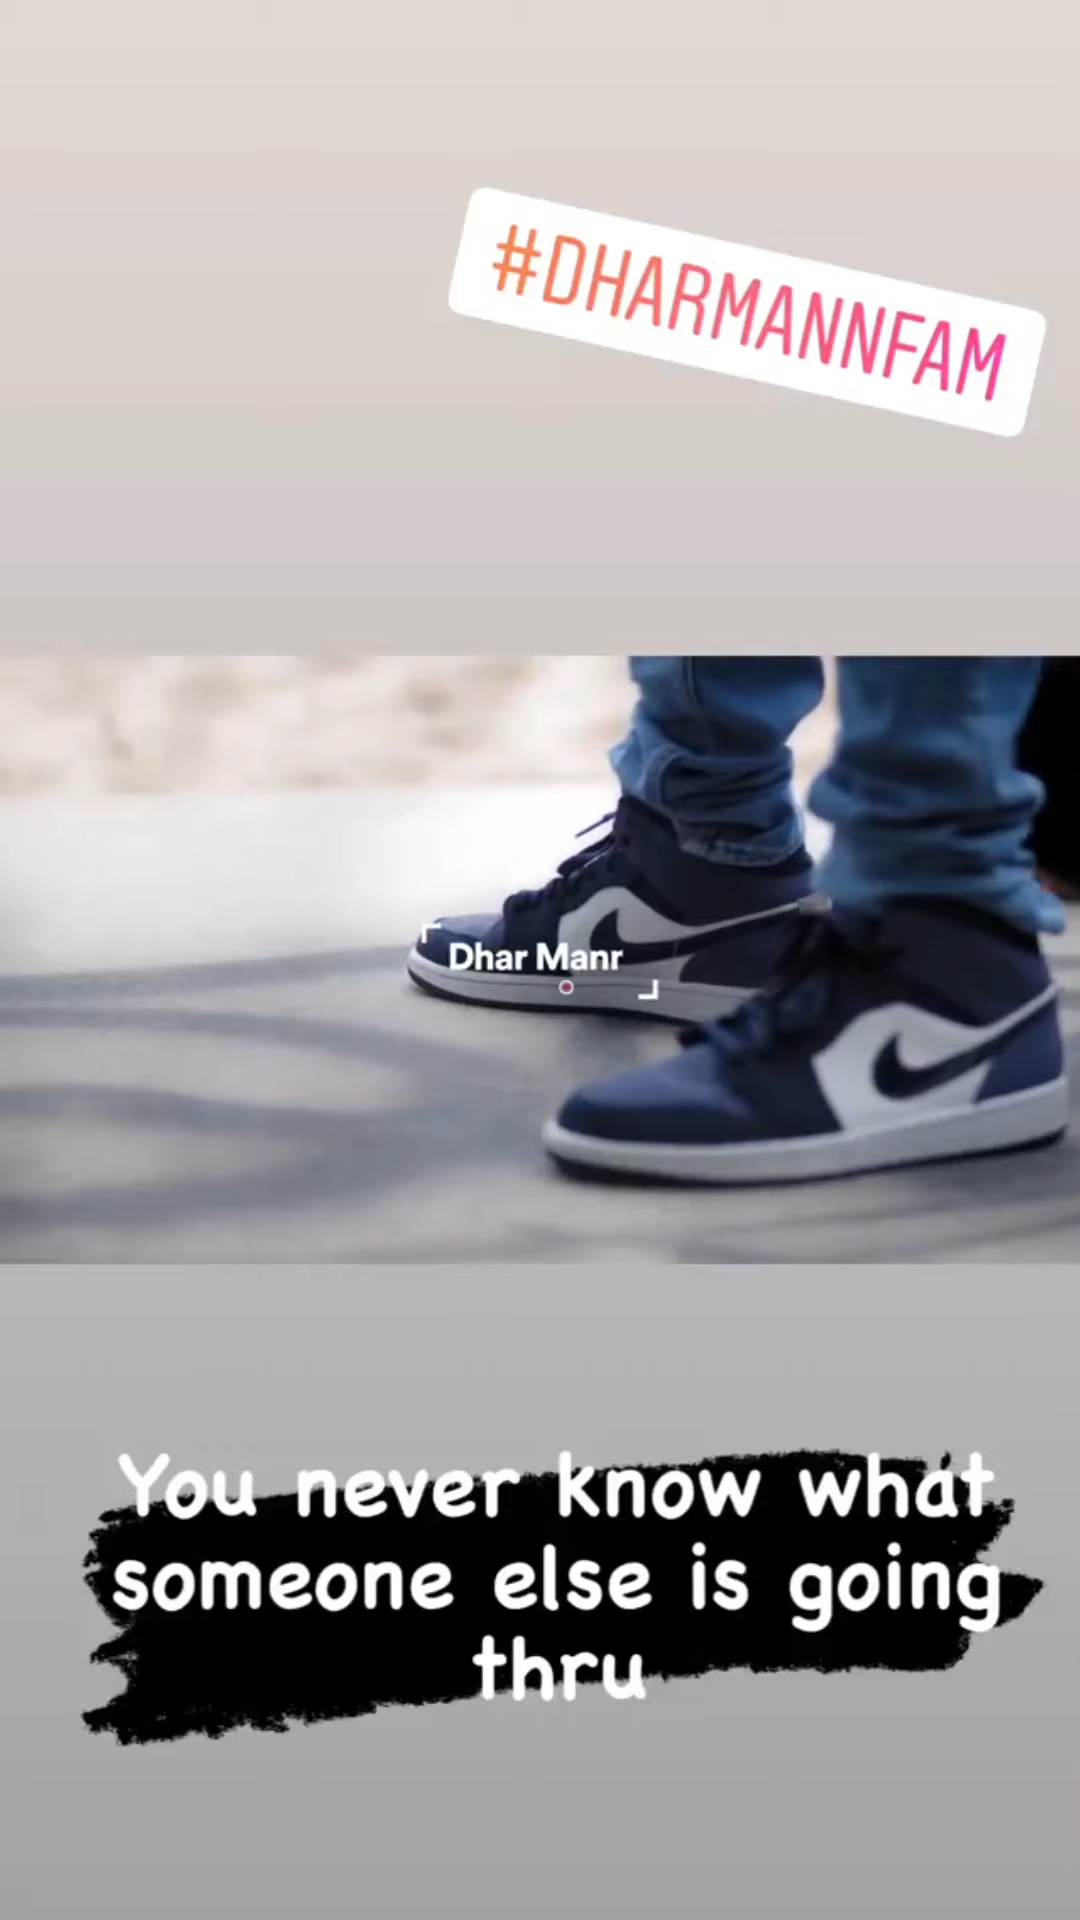 #DHARMANNFAM
Dhar Manr
You never know what
someone else is going
thru